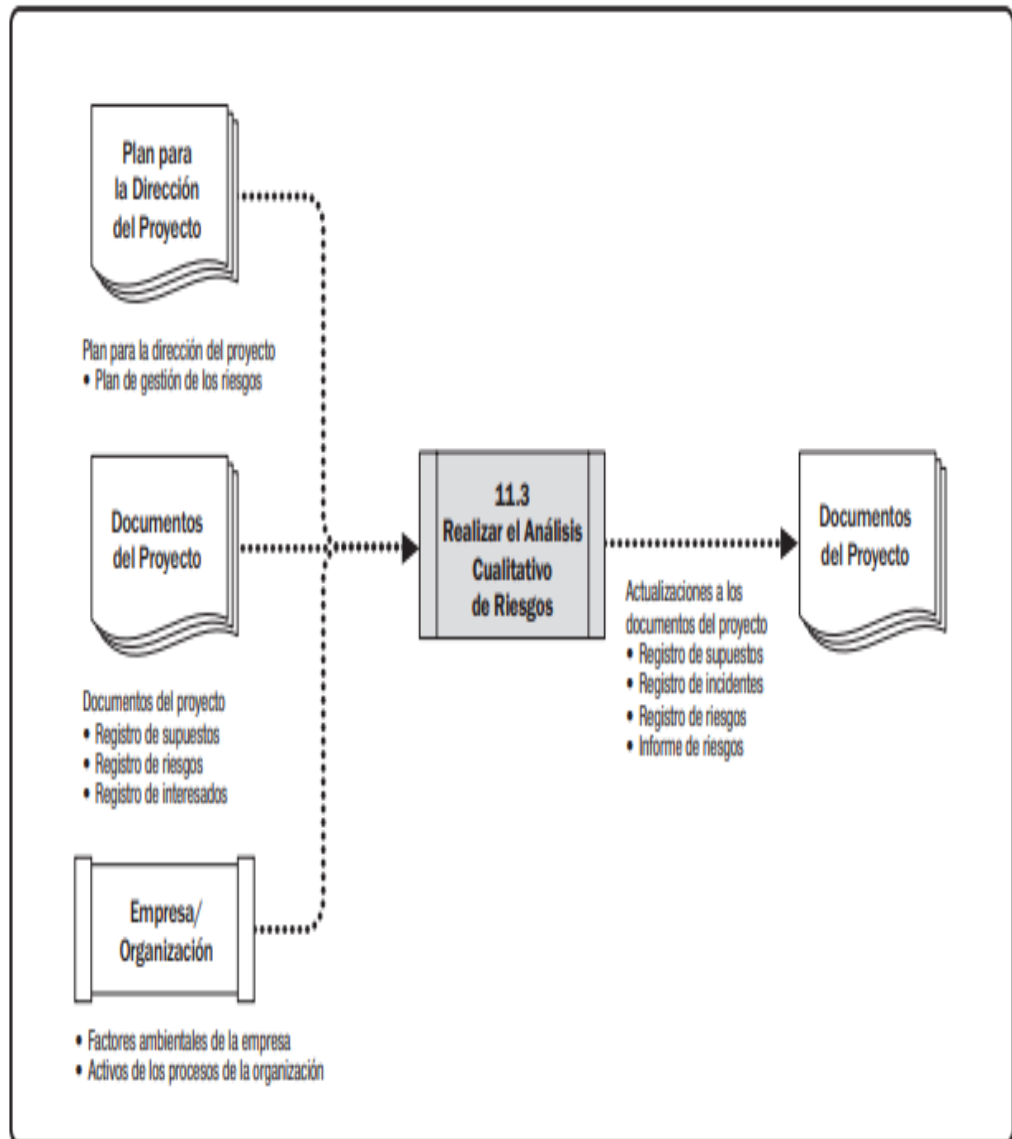 Plan para
la Dirección
del Proyecto
Plan para la dirección del proyecto
• Plan de gestión de los riesgos
Documentos
del Proyecto
Documentos del proyecto
• Registro de supuestos
• Registro de riesgos
• Registro de interesados
Empresa/
Organización
• Factores ambientales de la empresa
• Activos de los procesos de la organización
11.3
Realizar el Análisis
Cualitativo
de Riesgos
Actualizaciones a los
documentos del proyecto
• Registro de supuestos
• Registro de incidentes
• Registro de riesgos
• Informe de riesgos
Documentos
del Proyecto